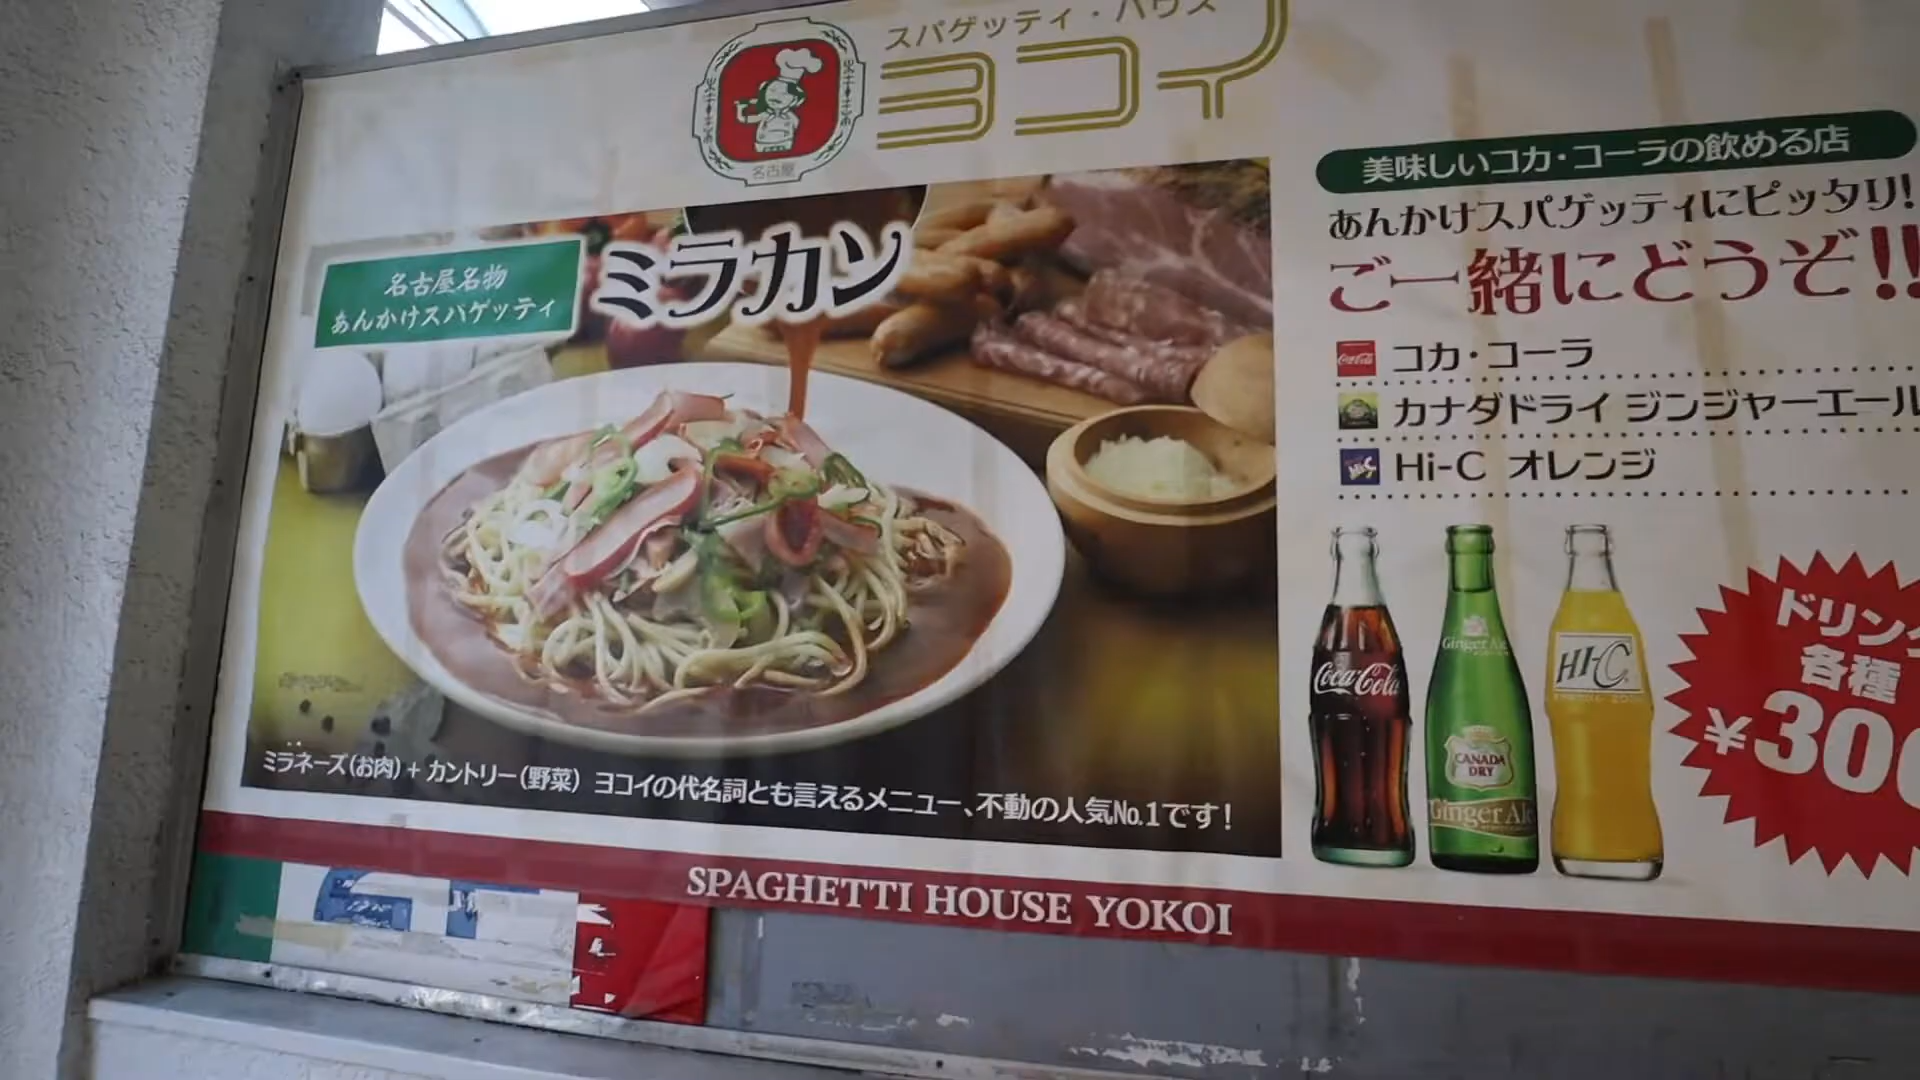 スパゲッティ・ハウス
ヨコイ
名古屋
名古屋名物
あんかけスパゲッティ
ミラカン
ミラネーズ(お肉)+カントリー(野菜) ヨコイの代名詞とも言えるメニュー、不動の人気No.1です!
SPAGHETTI HOUSE YOKOI
美味しいコカ・コーラの飲める店
あんかけスパゲッティにピッタリ!
ご一緒にどうぞ!!
Coca-Cola コカ・コーラ
カナダドライ ジンジャーエール
Hi-C Hi-C オレンジ
Coca-Cola
Ginger Ale
CANADA
DRY
Ginger Ale
HI-C
ドリンク
各種
¥300